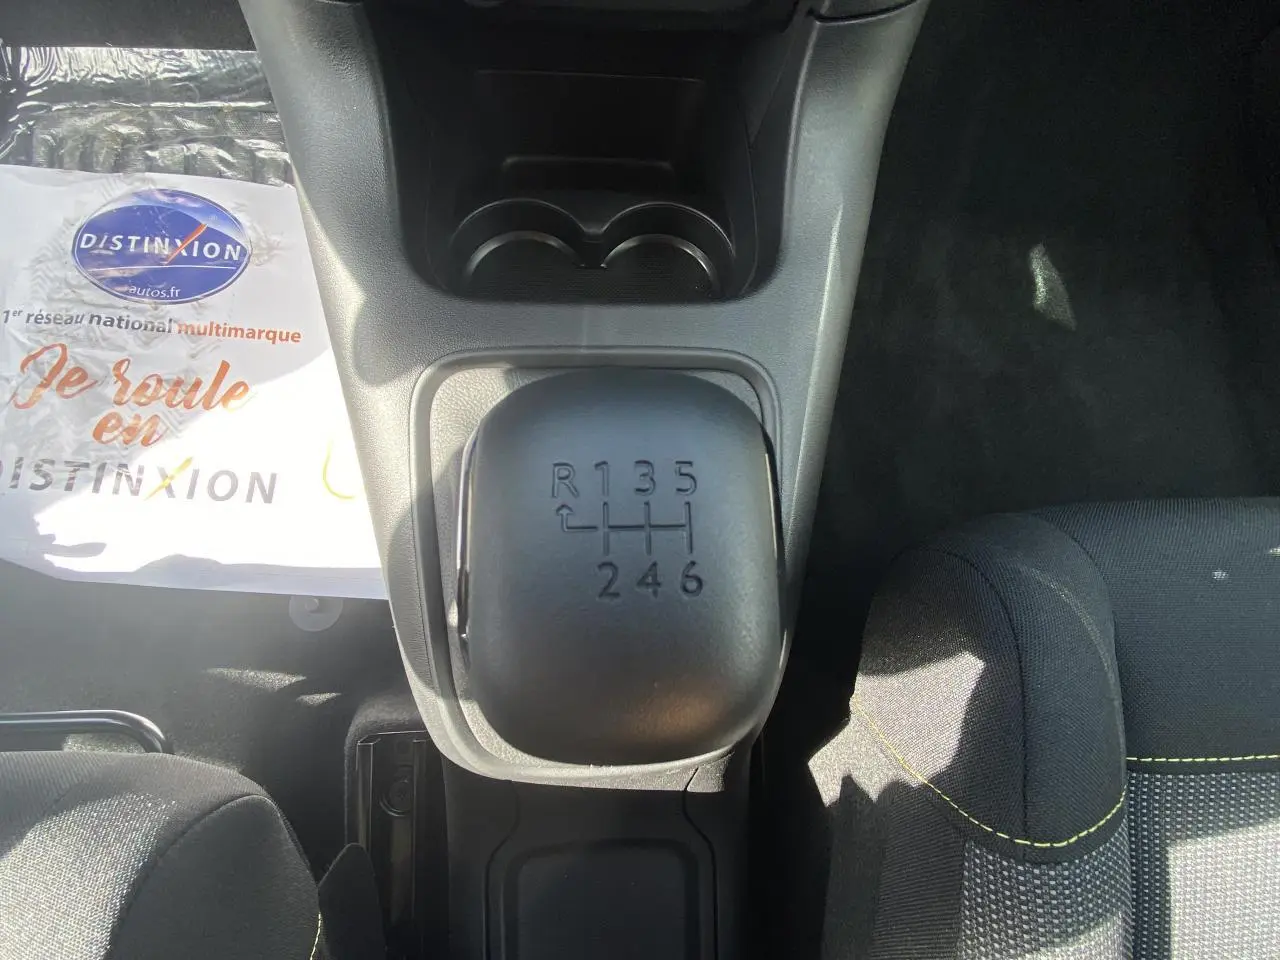 DISTINXION
autos.fr
1er réseau national multimarque
Je roule
en
DISTINXION
R 1 3 5
2 4 6